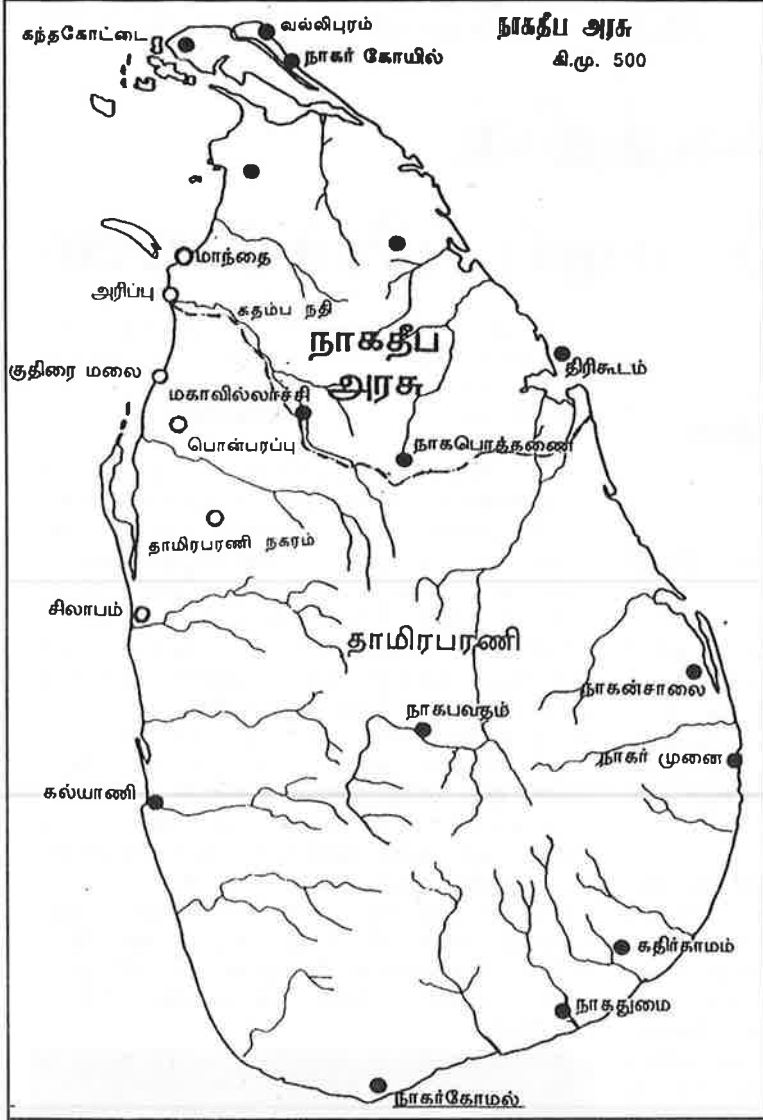 நாகதீப அரசு
கி.மு. 500
கந்தகோட்டை
வல்லிபுரம்
நாகர் கோயில்
மாந்தை
அரிப்பு
கதம்ப நதி
நாகதீப
அரசு
திரிகூடம்
குதிரை மலை
மகாவில்லாச்சி
பொன்பரப்பு
நாகபொத்தணை
தாமிரபரணி நகரம்
சிலாபம்
தாமிரபரணி
நாகன்சாலை
நாகபவதம்
நாகர் முனை
கல்யாணி
கதிர்காமம்
நாகதுமை
நாகர்கோமல்